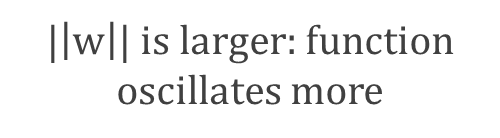 ||w|| is larger: function
oscillates more